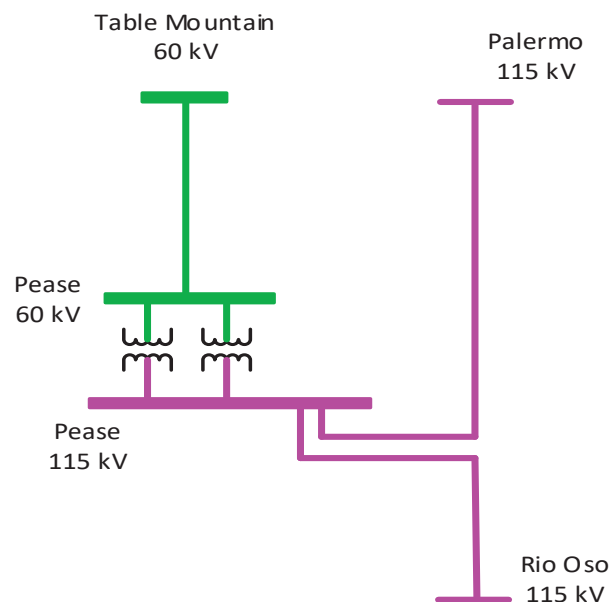 Table Mountain
60 kV
Palermo
115 kV
Pease
60 kV
Pease
115 kV
Rio Oso
115 kV